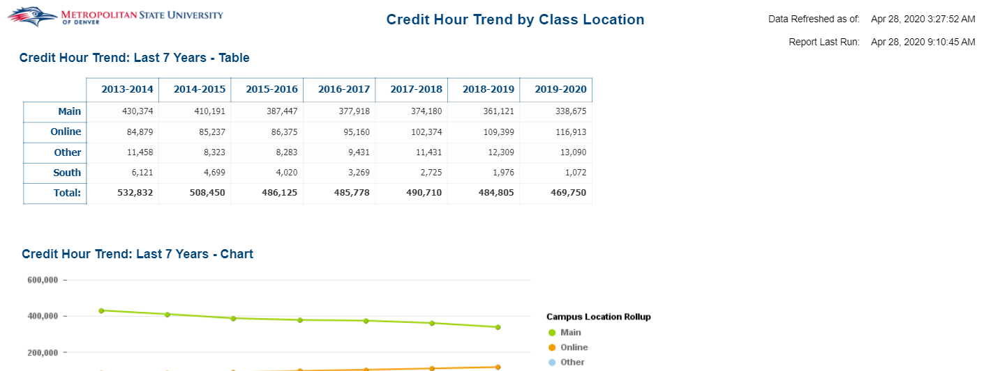 METROPOLITAN STATE UNIVERSITY
OF DENVER
Credit Hour Trend by Class Location
Data Refreshed as of: Apr 28, 2020 3:27:52 AM
Report Last Run: Apr 28, 2020 9:10:45 AM
Credit Hour Trend: Last 7 Years - Table
2013-2014 2014-2015 2015-2016 2016-2017 2017-2018 2018-2019 2019-2020
Main 430,374 410,191 387,447 377,918 374,180 361,121 338,675
Online 84,879 85,237 86,375 95,160 102,374 109,399 116,913
Other 11,458 8,323 8,283 9,431 11,431 12,309 13,090
South 6,121 4,699 4,020 3,269 2,725 1,976 1,072
Total: 532,832 508,450 486,125 485,778 490,710 484,805 469,750
Credit Hour Trend: Last 7 Years - Chart
600,000
400,000
200,000
Campus Location Rollup
Main
Online
Other